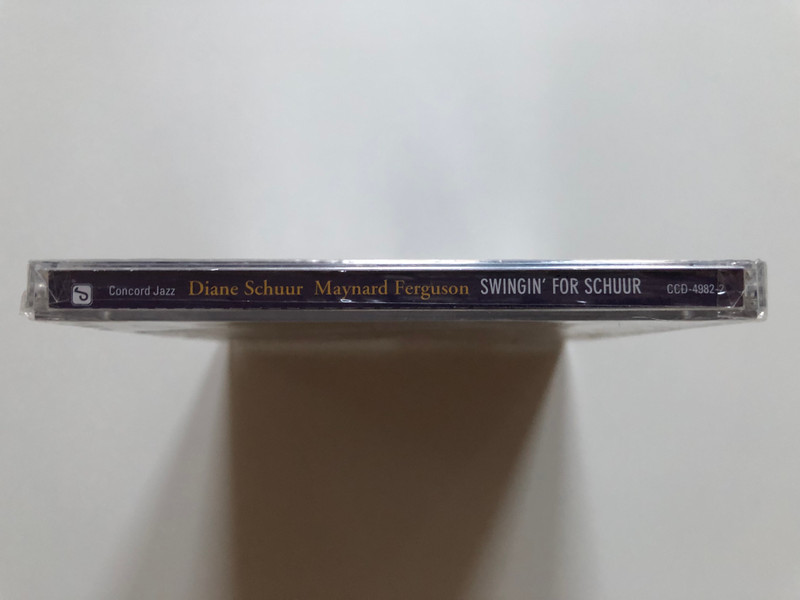 Concord Jazz Diane Schuur Maynard Ferguson SWINGIN' FOR SCHUUR CCD-4982-2